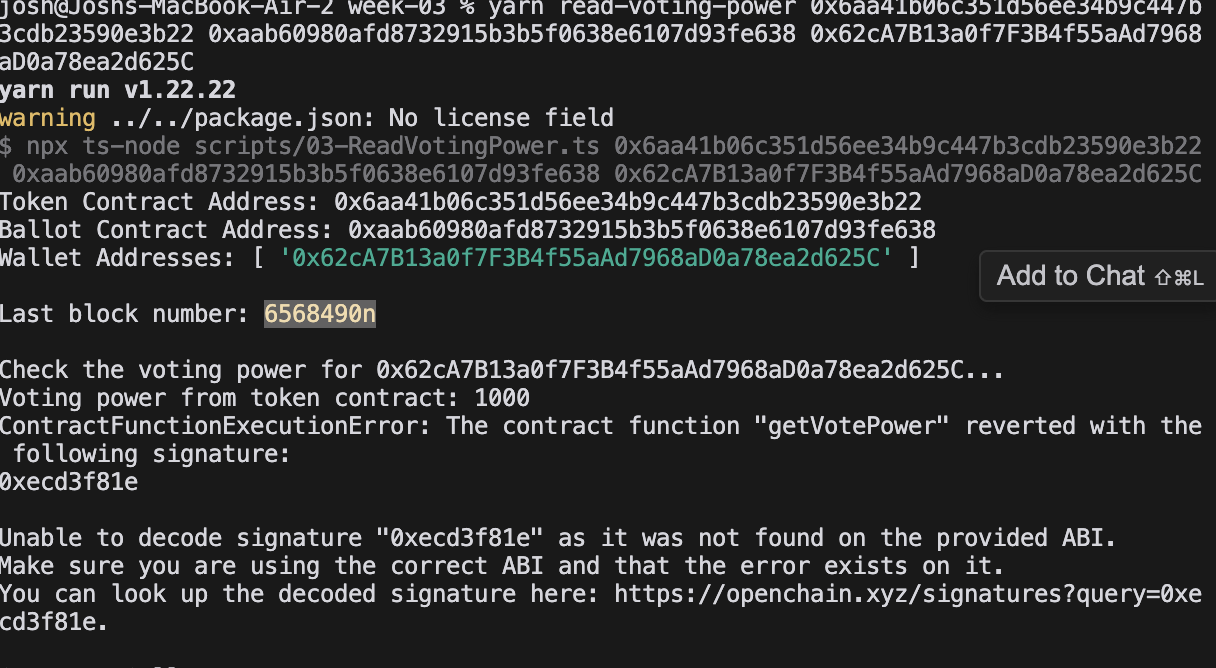 josh@Joshs-MacBook-Air-2 week-03 % yarn read-voting-power 0x6aa41b06c351d56ee34b9c447b
3cdb23590e3b22 0xaab60980afd8732915b3b5f0638e6107d93fe638 0x62cA7B13a0f7F3B4f55aAd7968
aD0a78ea2d625C
yarn run v1.22.22
warning ../../package.json: No license field
$ npx ts-node scripts/03-ReadVotingPower.ts 0x6aa41b06c351d56ee34b9c447b3cdb23590e3b22
0xaab60980afd8732915b3b5f0638e6107d93fe638 0x62cA7B13a0f7F3B4f55aAd7968aD0a78ea2d625C
Token Contract Address: 0x6aa41b06c351d56ee34b9c447b3cdb23590e3b22
Ballot Contract Address: 0xaab60980afd8732915b3b5f0638e6107d93fe638
Wallet Addresses: [ '0x62cA7B13a0f7F3B4f55aAd7968aD0a78ea2d625C' ]
Add to Chat ⇧⌘L
Last block number: 6568490n
Check the voting power for 0x62cA7B13a0f7F3B4f55aAd7968aD0a78ea2d625C...
Voting power from token contract: 1000
ContractFunctionExecutionError: The contract function "getVotePower" reverted with the
following signature:
0xecd3f81e
Unable to decode signature "0xecd3f81e" as it was not found on the provided ABI.
Make sure you are using the correct ABI and that the error exists on it.
You can look up the decoded signature here: https://openchain.xyz/signatures?query=0xe
cd3f81e.